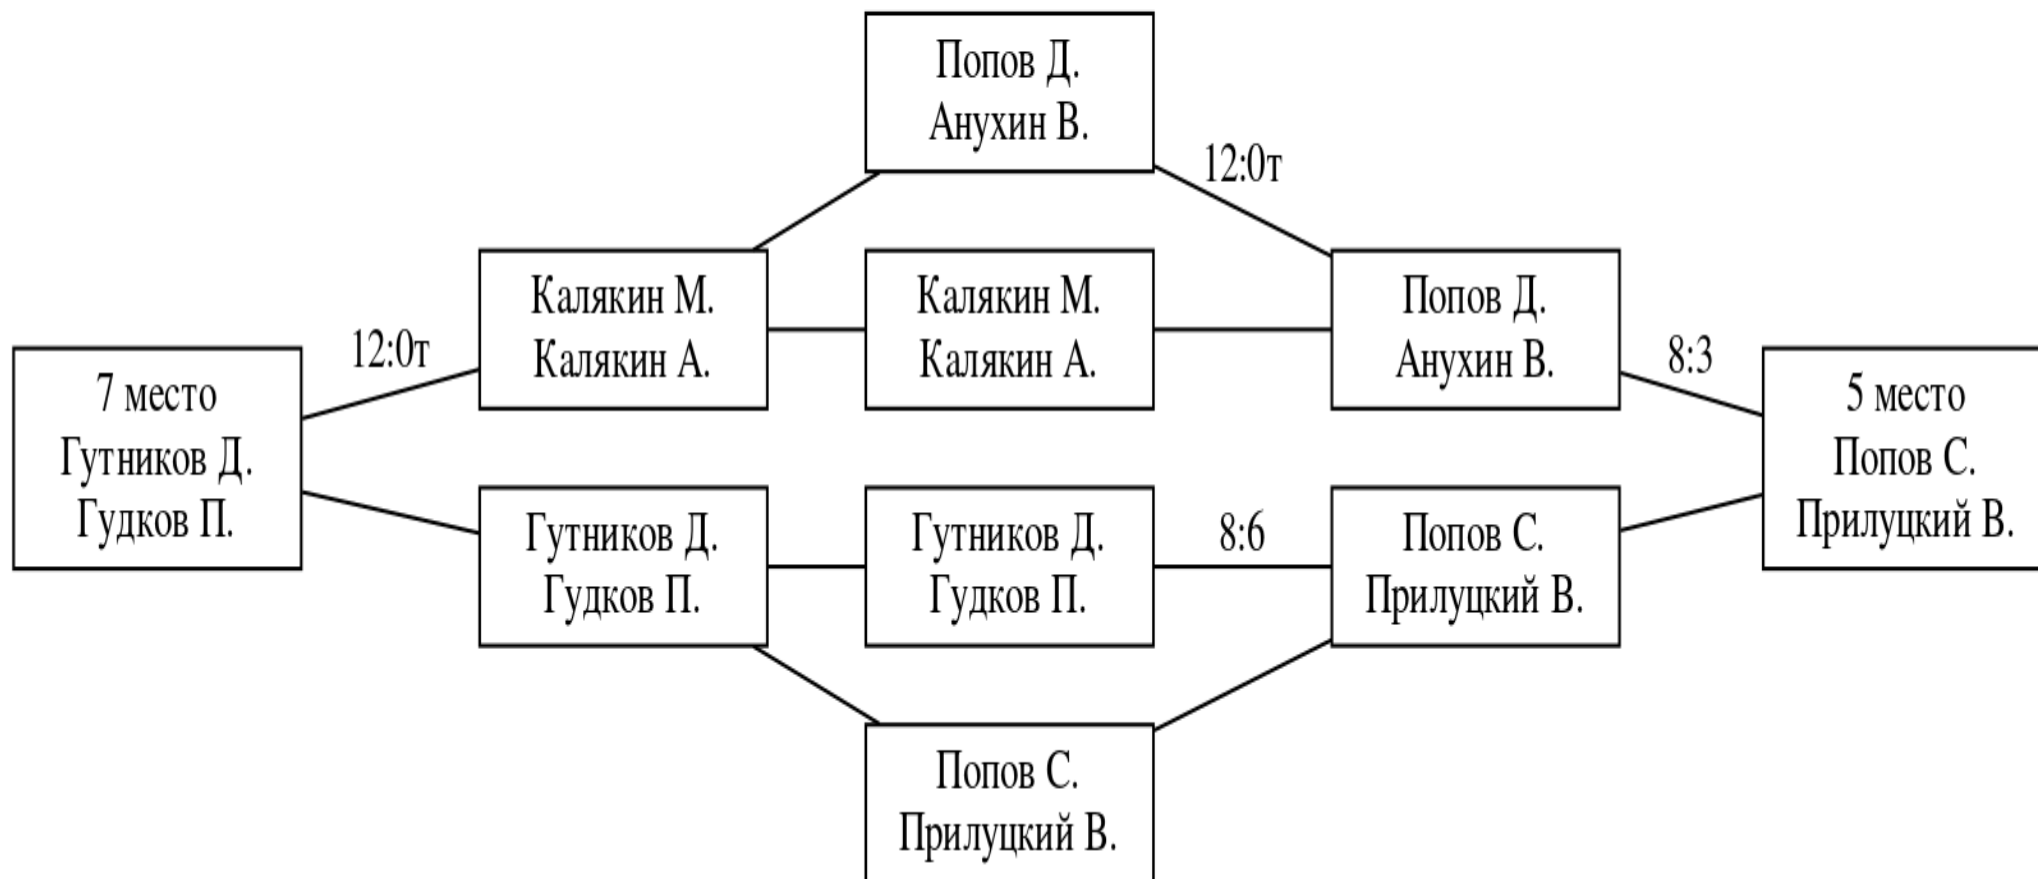 Попов Д.
Анухин В.
12:0т
Калякин М.
Калякин А.
Калякин М.
Калякин А.
Попов Д.
Анухин В.
12:0т
8:3
7 место
Гутников Д.
Гудков П.
5 место
Попов С.
Прилуцкий В.
Гутников Д.
Гудков П.
Гутников Д.
Гудков П.
8:6
Попов С.
Прилуцкий В.
Попов С.
Прилуцкий В.